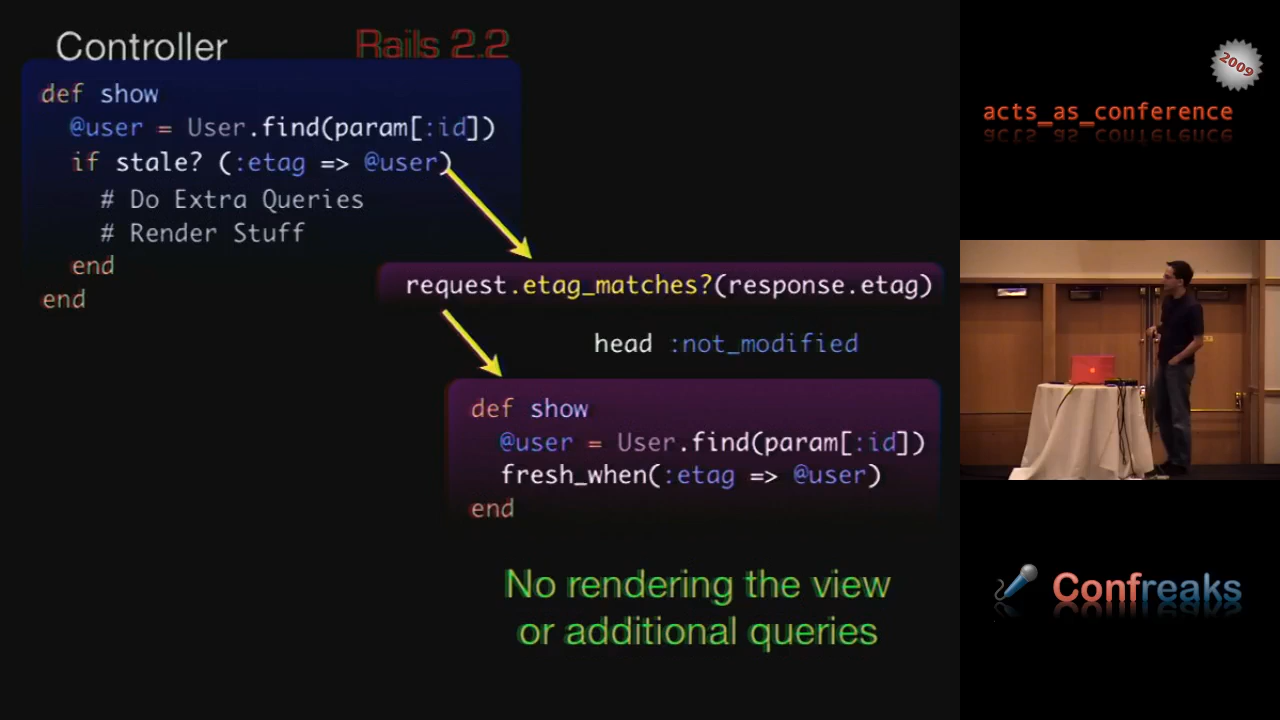 Controller
Rails 2.2
def show
@user = User.find(param[:id])
if stale? (:etag => @user)
# Do Extra Queries
# Render Stuff
end
end
request.etag_matches?(response.etag)
head :not_modified
def show
@user = User.find(param[:id])
fresh_when(:etag => @user)
end
No rendering the view
or additional queries
2009
acts_as_conference
Confreaks